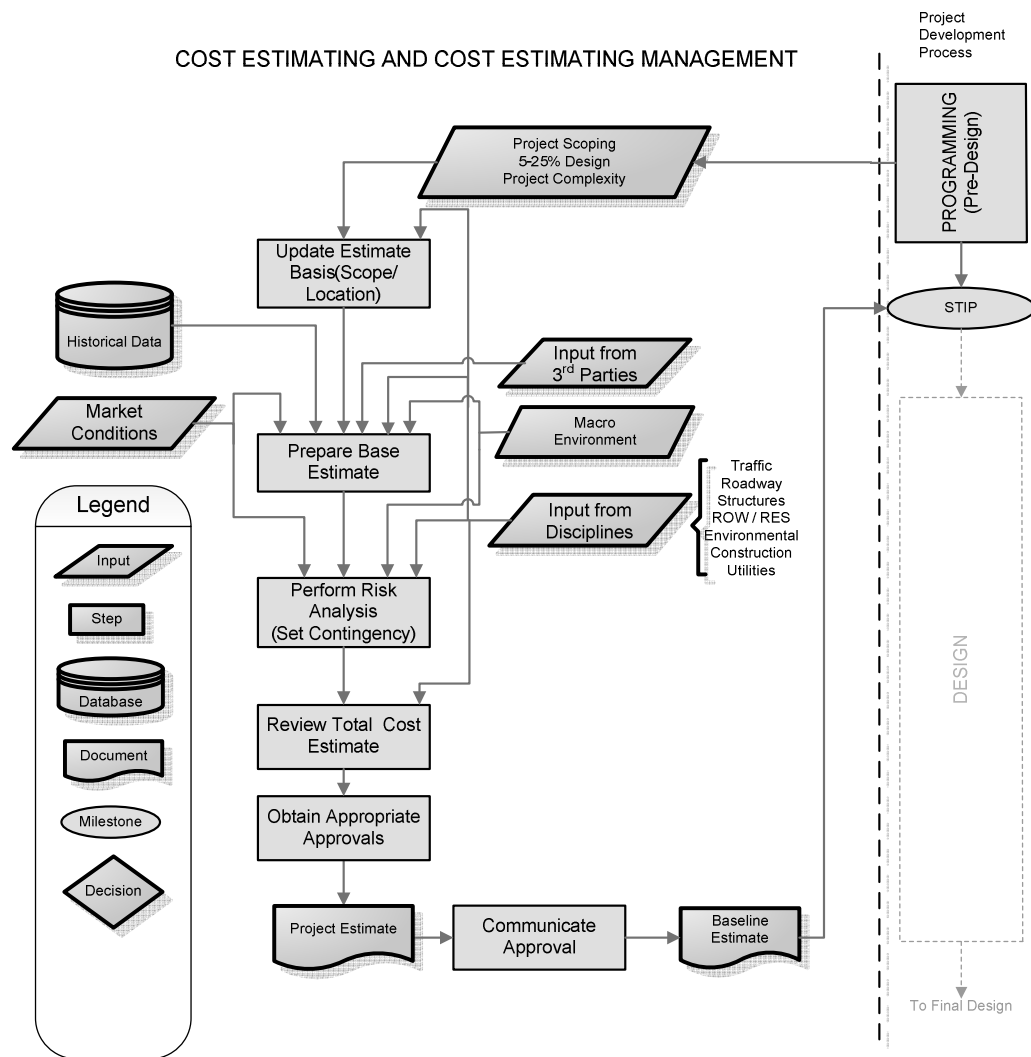 Project
Development
Process
COST ESTIMATING AND COST ESTIMATING MANAGEMENT
PROGRAMMING
(Pre-Design)
Project Scoping
5-25% Design
Project Complexity
Update Estimate
Basis(Scope/
Location)
STIP
Historical Data
Input from
3rd Parties
Market
Conditions
Macro
Environment
Prepare Base
Estimate
Input from
Disciplines
Traffic
Roadway
Structures
ROW / RES
Environmental
Construction
Utilities
Perform Risk
Analysis
(Set Contingency)
Review Total Cost
Estimate
Obtain Appropriate
Approvals
Project Estimate
Communicate
Approval
Baseline
Estimate
DESIGN
To Final Design
Legend
Input
Step
Database
Document
Milestone
Decision